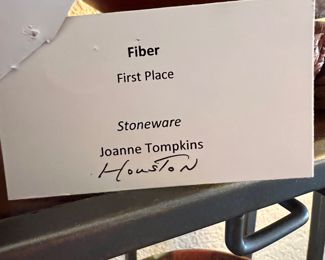 Fiber
First Place
Stoneware
Joanne Tompkins
Houston